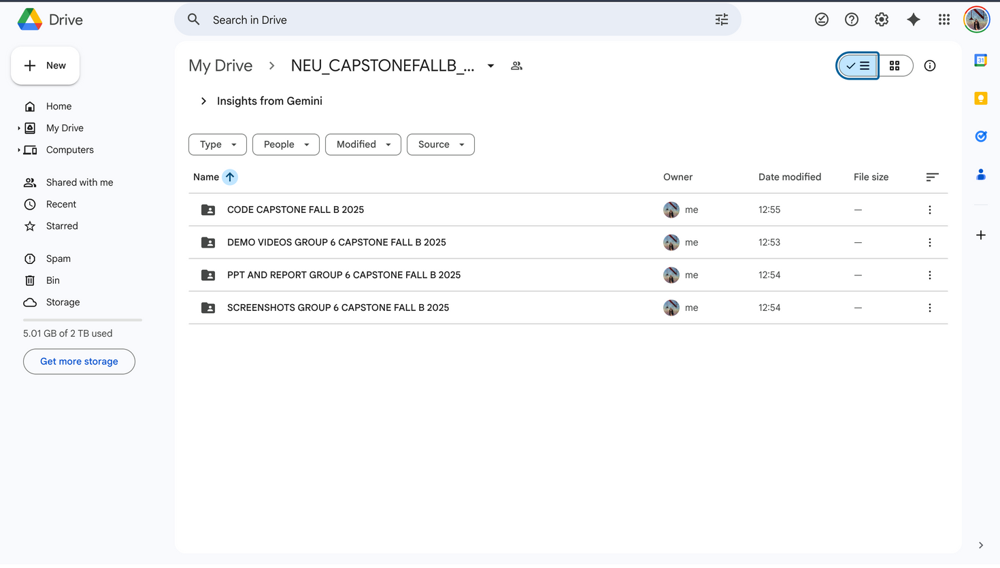 Drive
Search in Drive
New
My Drive
NEU_CAPSTONEFALLB_...
Home
My Drive
Computers
Shared with me
Recent
Starred
Spam
Bin
Storage
5.01 GB of 2 TB used
Get more storage
Insights from Gemini
Type People Modified Source
Name Owner Date modified File size
CODE CAPSTONE FALL B 2025 me 12:55 —
DEMO VIDEOS GROUP 6 CAPSTONE FALL B 2025 me 12:53 —
PPT AND REPORT GROUP 6 CAPSTONE FALL B 2025 me 12:54 —
SCREENSHOTS GROUP 6 CAPSTONE FALL B 2025 me 12:54 —
31